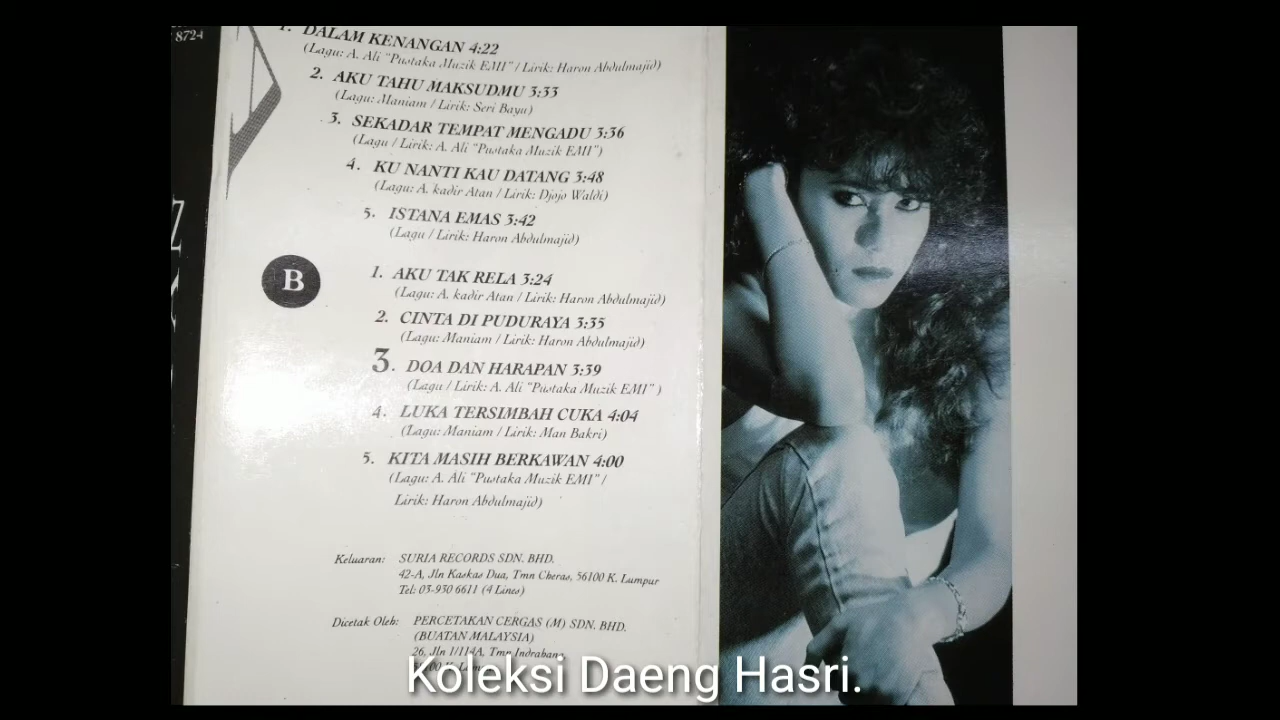 8724
1. DALAM KENANGAN 4:22
(Lagu: A. Ali "Pustaka Muzik EMI" / Lirik: Haron Abdulmajid)
2. AKU TAHU MAKSUDMU 3:33
(Lagu: Maniam / Lirik: Seri Bayu)
3. SEKADAR TEMPAT MENGADU 3:36
(Lagu / Lirik: A. Ali "Pustaka Muzik EMI")
4. KU NANTI KAU DATANG 3:48
(Lagu: A. kadir Atan / Lirik: Djojo Waldi)
5. ISTANA EMAS 3:42
(Lagu / Lirik: Haron Abdulmajid)
B
1. AKU TAK RELA 3:24
(Lagu: A. kadir Atan / Lirik: Haron Abdulmajid)
2. CINTA DI PUDURAYA 3:35
(Lagu: Maniam / Lirik: Haron Abdulmajid)
3. DOA DAN HARAPAN 3:39
(Lagu / Lirik: A. Ali "Pustaka Muzik EMI" )
4. LUKA TERSIMBAH CUKA 4:04
(Lagu: Maniam / Lirik: Man Bakri)
5. KITA MASIH BERKAWAN 4:00
(Lagu: A. Ali "Pustaka Muzik EMI" /
Lirik: Haron Abdulmajid)
Keluaran: SURIA RECORDS SDN. BHD.
42-A, Jln Kaskas Dua, Tmn Cheras, 56100 K. Lumpur
Tel: 03-930 6611 (4 Lines)
Dicetak Oleh: PERCETAKAN CERGAS (M) SDN. BHD.
(BUATAN MALAYSIA)
26, Jln 1/114A, Tmn Indrahana
Koleksi Daeng Hasri.